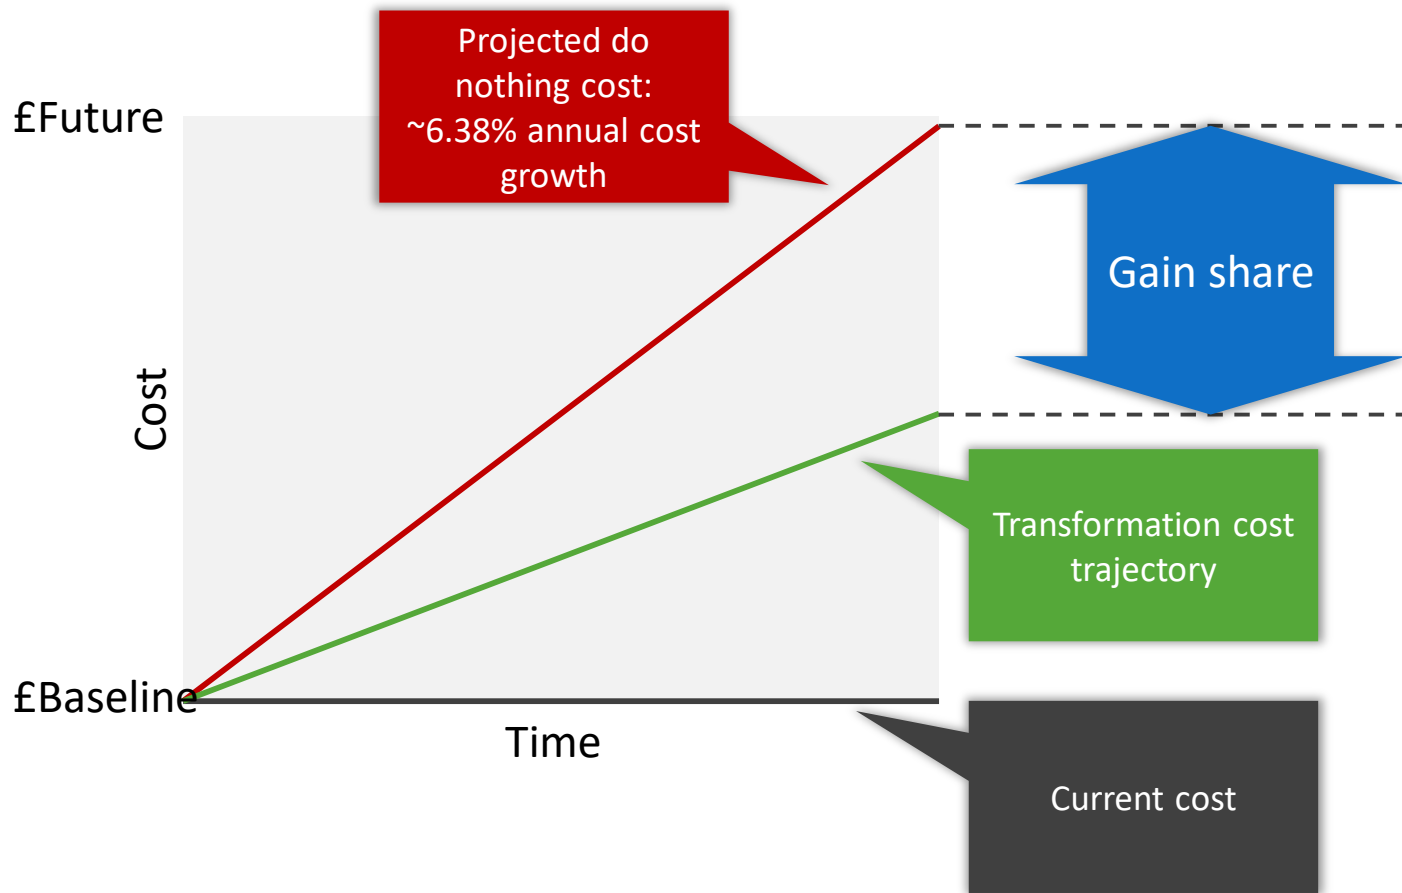 Projected do
nothing cost:
~6.38% annual cost
growth
£Future
Gain share
Cost
Transformation cost
trajectory
£Baseline
Time
Current cost